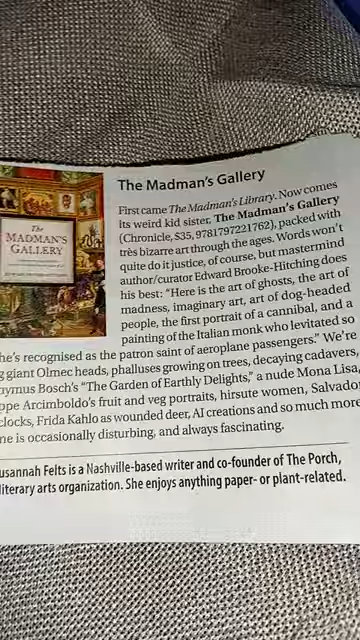 The Madman's Gallery
The
MADMAN'S
GALLERY
First came The Madman's Library. Now comes
its weird kid sister, The Madman's Gallery
(Chronicle, $35, 9781797221762), packed with
très bizarre art through the ages. Words won't
quite do it justice, of course, but mastermind
author/curator Edward Brooke-Hitching does
his best: "Here is the art of ghosts, the art of
madness, imaginary art, art of dog-headed
people, the first portrait of a cannibal, and a
painting of the Italian monk who levitated so
he's recognised as the patron saint of aeroplane passengers." We're
g giant Olmec heads, phalluses growing on trees, decaying cadavers,
nymus Bosch's "The Garden of Earthly Delights," a nude Mona Lisa,
ppe Arcimboldo's fruit and veg portraits, hirsute women, Salvador
clocks, Frida Kahlo as wounded deer, AI creations and so much more
ne is occasionally disturbing, and always fascinating.
usannah Felts is a Nashville-based writer and co-founder of The Porch,
literary arts organization. She enjoys anything paper- or plant-related.